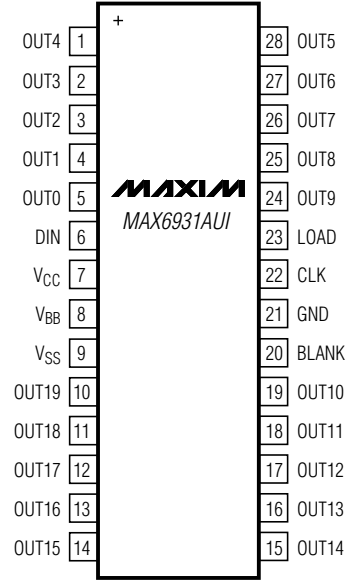 +
OUT4 1 28 OUT5
OUT3 2 27 OUT6
OUT2 3 26 OUT7
OUT1 4 25 OUT8
OUT0 5 MAXIM 24 OUT9
DIN 6 MAX6931AUI 23 LOAD
VCC 7 22 CLK
VBB 8 21 GND
VSS 9 20 BLANK
OUT19 10 19 OUT10
OUT18 11 18 OUT11
OUT17 12 17 OUT12
OUT16 13 16 OUT13
OUT15 14 15 OUT14